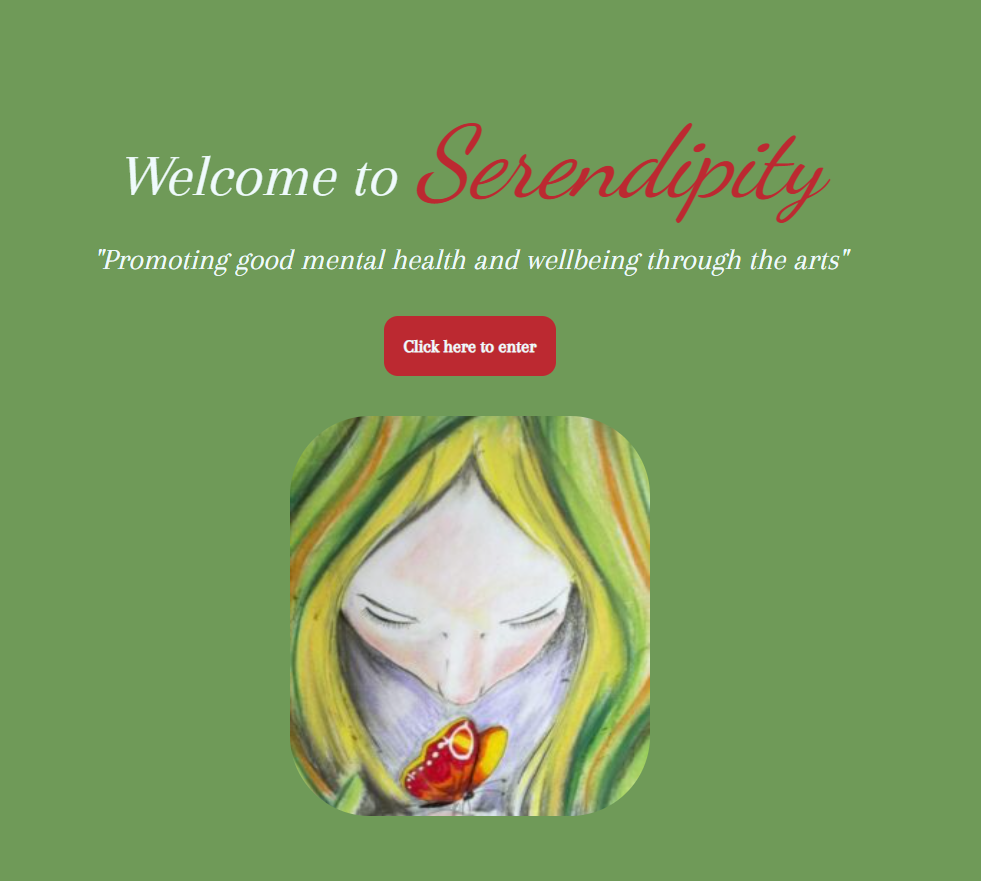 Welcome to Serendipity
"Promoting good mental health and wellbeing through the arts"
Click here to enter